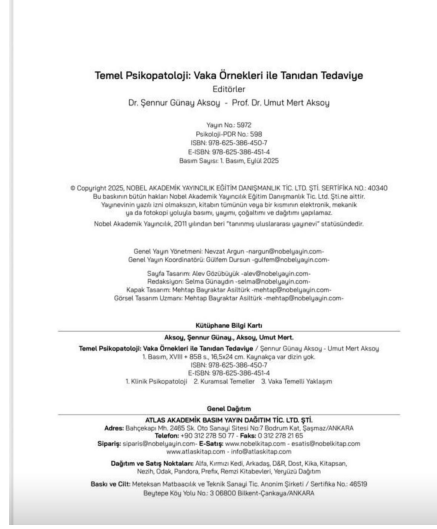 Temel Psikopatoloji: Vaka Örnekleri ile Tanıdan Tedaviye
Editörler
Dr. Şennur Günay Aksoy - Prof. Dr. Umut Mert Aksoy
Yayın No.: 5972
Psikoloji-PDR No.: 598
ISBN: 978-625-386-450-7
E-ISBN: 978-625-386-451-4
Basım Sayısı: 1. Basım, Eylül 2025
© Copyright 2025, NOBEL AKADEMİK YAYINCILIK EĞİTİM DANIŞMANLIK TİC. LTD. ŞTİ. SERTİFİKA NO.: 40340
Bu baskının bütün hakları Nobel Akademik Yayıncılık Eğitim Danışmanlık Tic. Ltd. Şti.ne aittir.
Yayınevinin yazılı izni olmaksızın, kitabın tümünün veya bir kısmının elektronik, mekanik
ya da fotokopi yoluyla basımı, yayımı, çoğaltımı ve dağıtımı yapılamaz.
Nobel Akademik Yayıncılık, 2011 yılından beri "tanınmış uluslararası yayınevi" statüsündedir.
Genel Yayın Yönetmeni: Nevzat Argun -nargun@nobelyayin.com-
Genel Yayın Koordinatörü: Gülfem Dursun -gulfem@nobelyayin.com-
Sayfa Tasarım: Alev Gözübüyük -alev@nobelyayin.com-
Redaksiyon: Selma Günaydın -selma@nobelyayin.com-
Kapak Tasarım: Mehtap Bayraktar Asiltürk -mehtap@nobelyayin.com-
Görsel Tasarım Uzmanı: Mehtap Bayraktar Asiltürk -mehtap@nobelyayin.com-
Kütüphane Bilgi Kartı
Aksoy, Şennur Günay., Aksoy, Umut Mert.
Temel Psikopatoloji: Vaka Örnekleri ile Tanıdan Tedaviye / Şennur Günay Aksoy - Umut Mert Aksoy
1. Basım, XVIII + 858 s., 16,5x24 cm. Kaynakça var dizin yok.
ISBN: 978-625-386-450-7
E-ISBN: 978-625-386-451-4
1. Klinik Psikopatoloji 2. Kuramsal Temeller 3. Vaka Temelli Yaklaşım
Genel Dağıtım
ATLAS AKADEMİK BASIM YAYIN DAĞITIM TİC. LTD. ŞTİ.
Adres: Bahçekapı Mh. 2465 Sk. Oto Sanayi Sitesi No:7 Bodrum Kat, Şaşmaz/ANKARA
Telefon: +90 312 278 50 77 - Faks: 0 312 278 21 65
Sipariş: siparis@nobelyayin.com- E-Satış: www.nobelkitap.com - esatis@nobelkitap.com
www.atlaskitap.com - info@atlaskitap.com
Dağıtım ve Satış Noktaları: Alfa, Kırmızı Kedi, Arkadaş, D&R, Dost, Kika, Kitapsan,
Nezih, Odak, Pandora, Prefix, Remzi Kitabevleri, Yeryüzü Dağıtım
Baskı ve Cilt: Meteksan Matbaacılık ve Teknik Sanayi Tic. Anonim Şirketi / Sertifika No.: 46519
Beytepe Köy Yolu No.: 3 06800 Bilkent-Çankaya/ANKARA